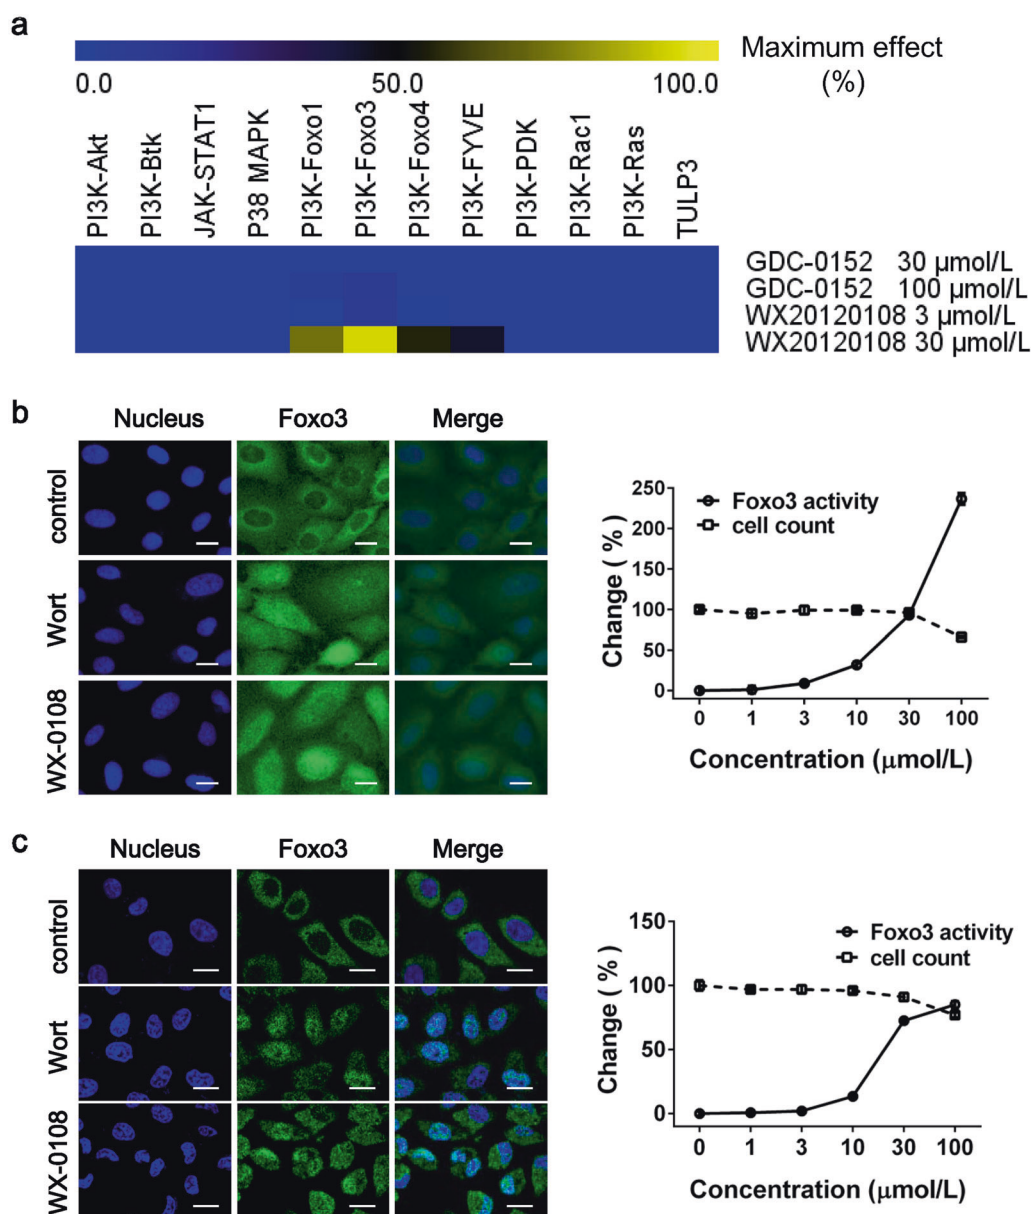 a
Maximum effect
(%)
0.0 50.0 100.0
PI3K-Akt
PI3K-Btk
JAK-STAT1
P38 MAPK
PI3K-Foxo1
PI3K-Foxo3
PI3K-Foxo4
PI3K-FYVE
PI3K-PDK
PI3K-Rac1
PI3K-Ras
TULP3
GDC-0152 30 µmol/L
GDC-0152 100 µmol/L
WX20120108 3 µmol/L
WX20120108 30 µmol/L
b
Nucleus Foxo3 Merge
control
Wort
WX-0108
Foxo3 activity
cell count
Change ( % )
250
200
150
100
50
0
0 1 3 10 30 100
Concentration (µmol/L)
c
Nucleus Foxo3 Merge
control
Wort
WX-0108
Foxo3 activity
cell count
Change ( % )
150
100
50
0
0 1 3 10 30 100
Concentration (µmol/L)